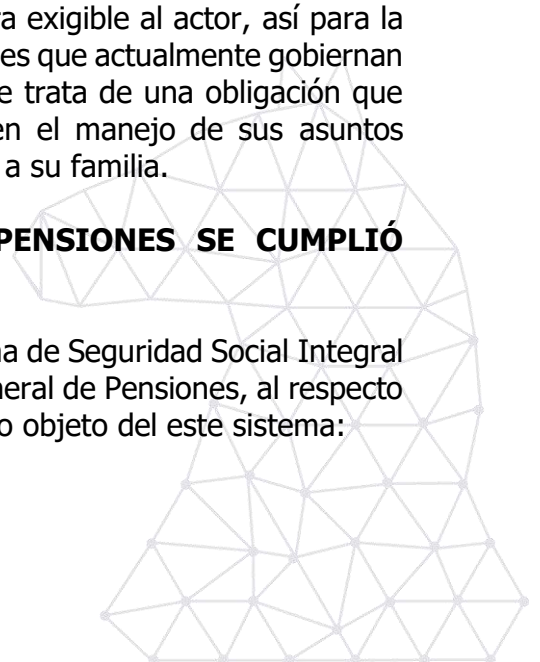 ra exigible al actor, así para la
es que actualmente gobiernan
e trata de una obligación que
en el manejo de sus asuntos
a su familia.
PENSIONES SE CUMPLIÓ
na de Seguridad Social Integral
neral de Pensiones, al respecto
o objeto del este sistema: